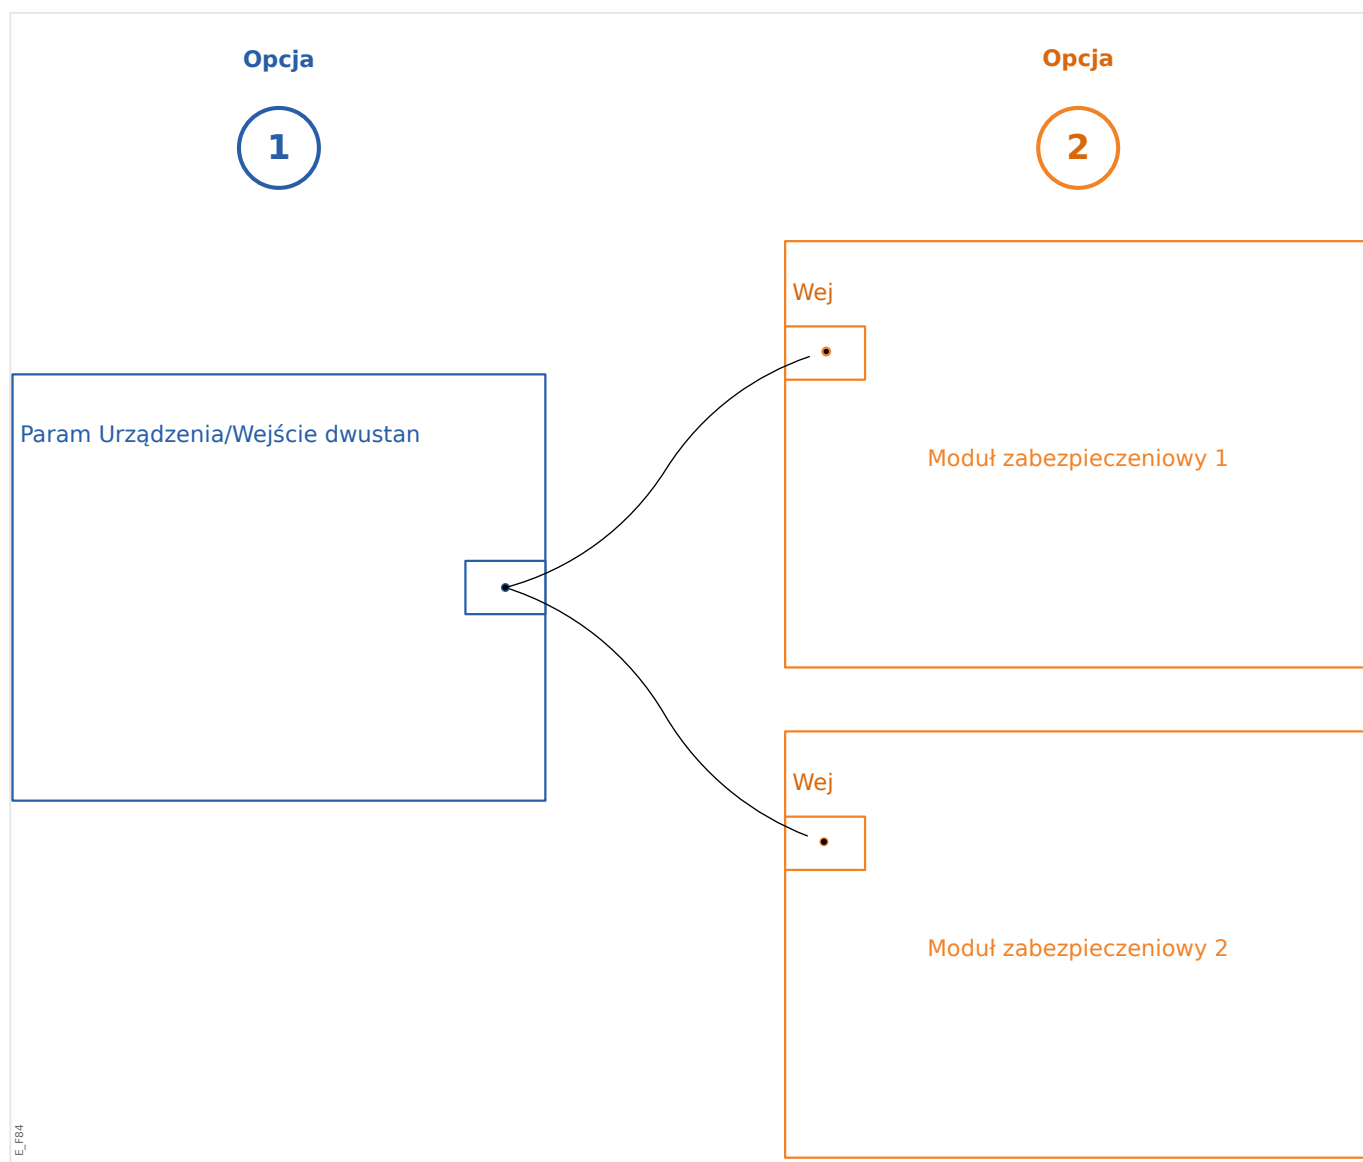 Opcja
1
Opcja
2
Param Urządzenia/Wejście dwustan
Wej
Moduł zabezpieczeniowy 1
Wej
Moduł zabezpieczeniowy 2
E_F84